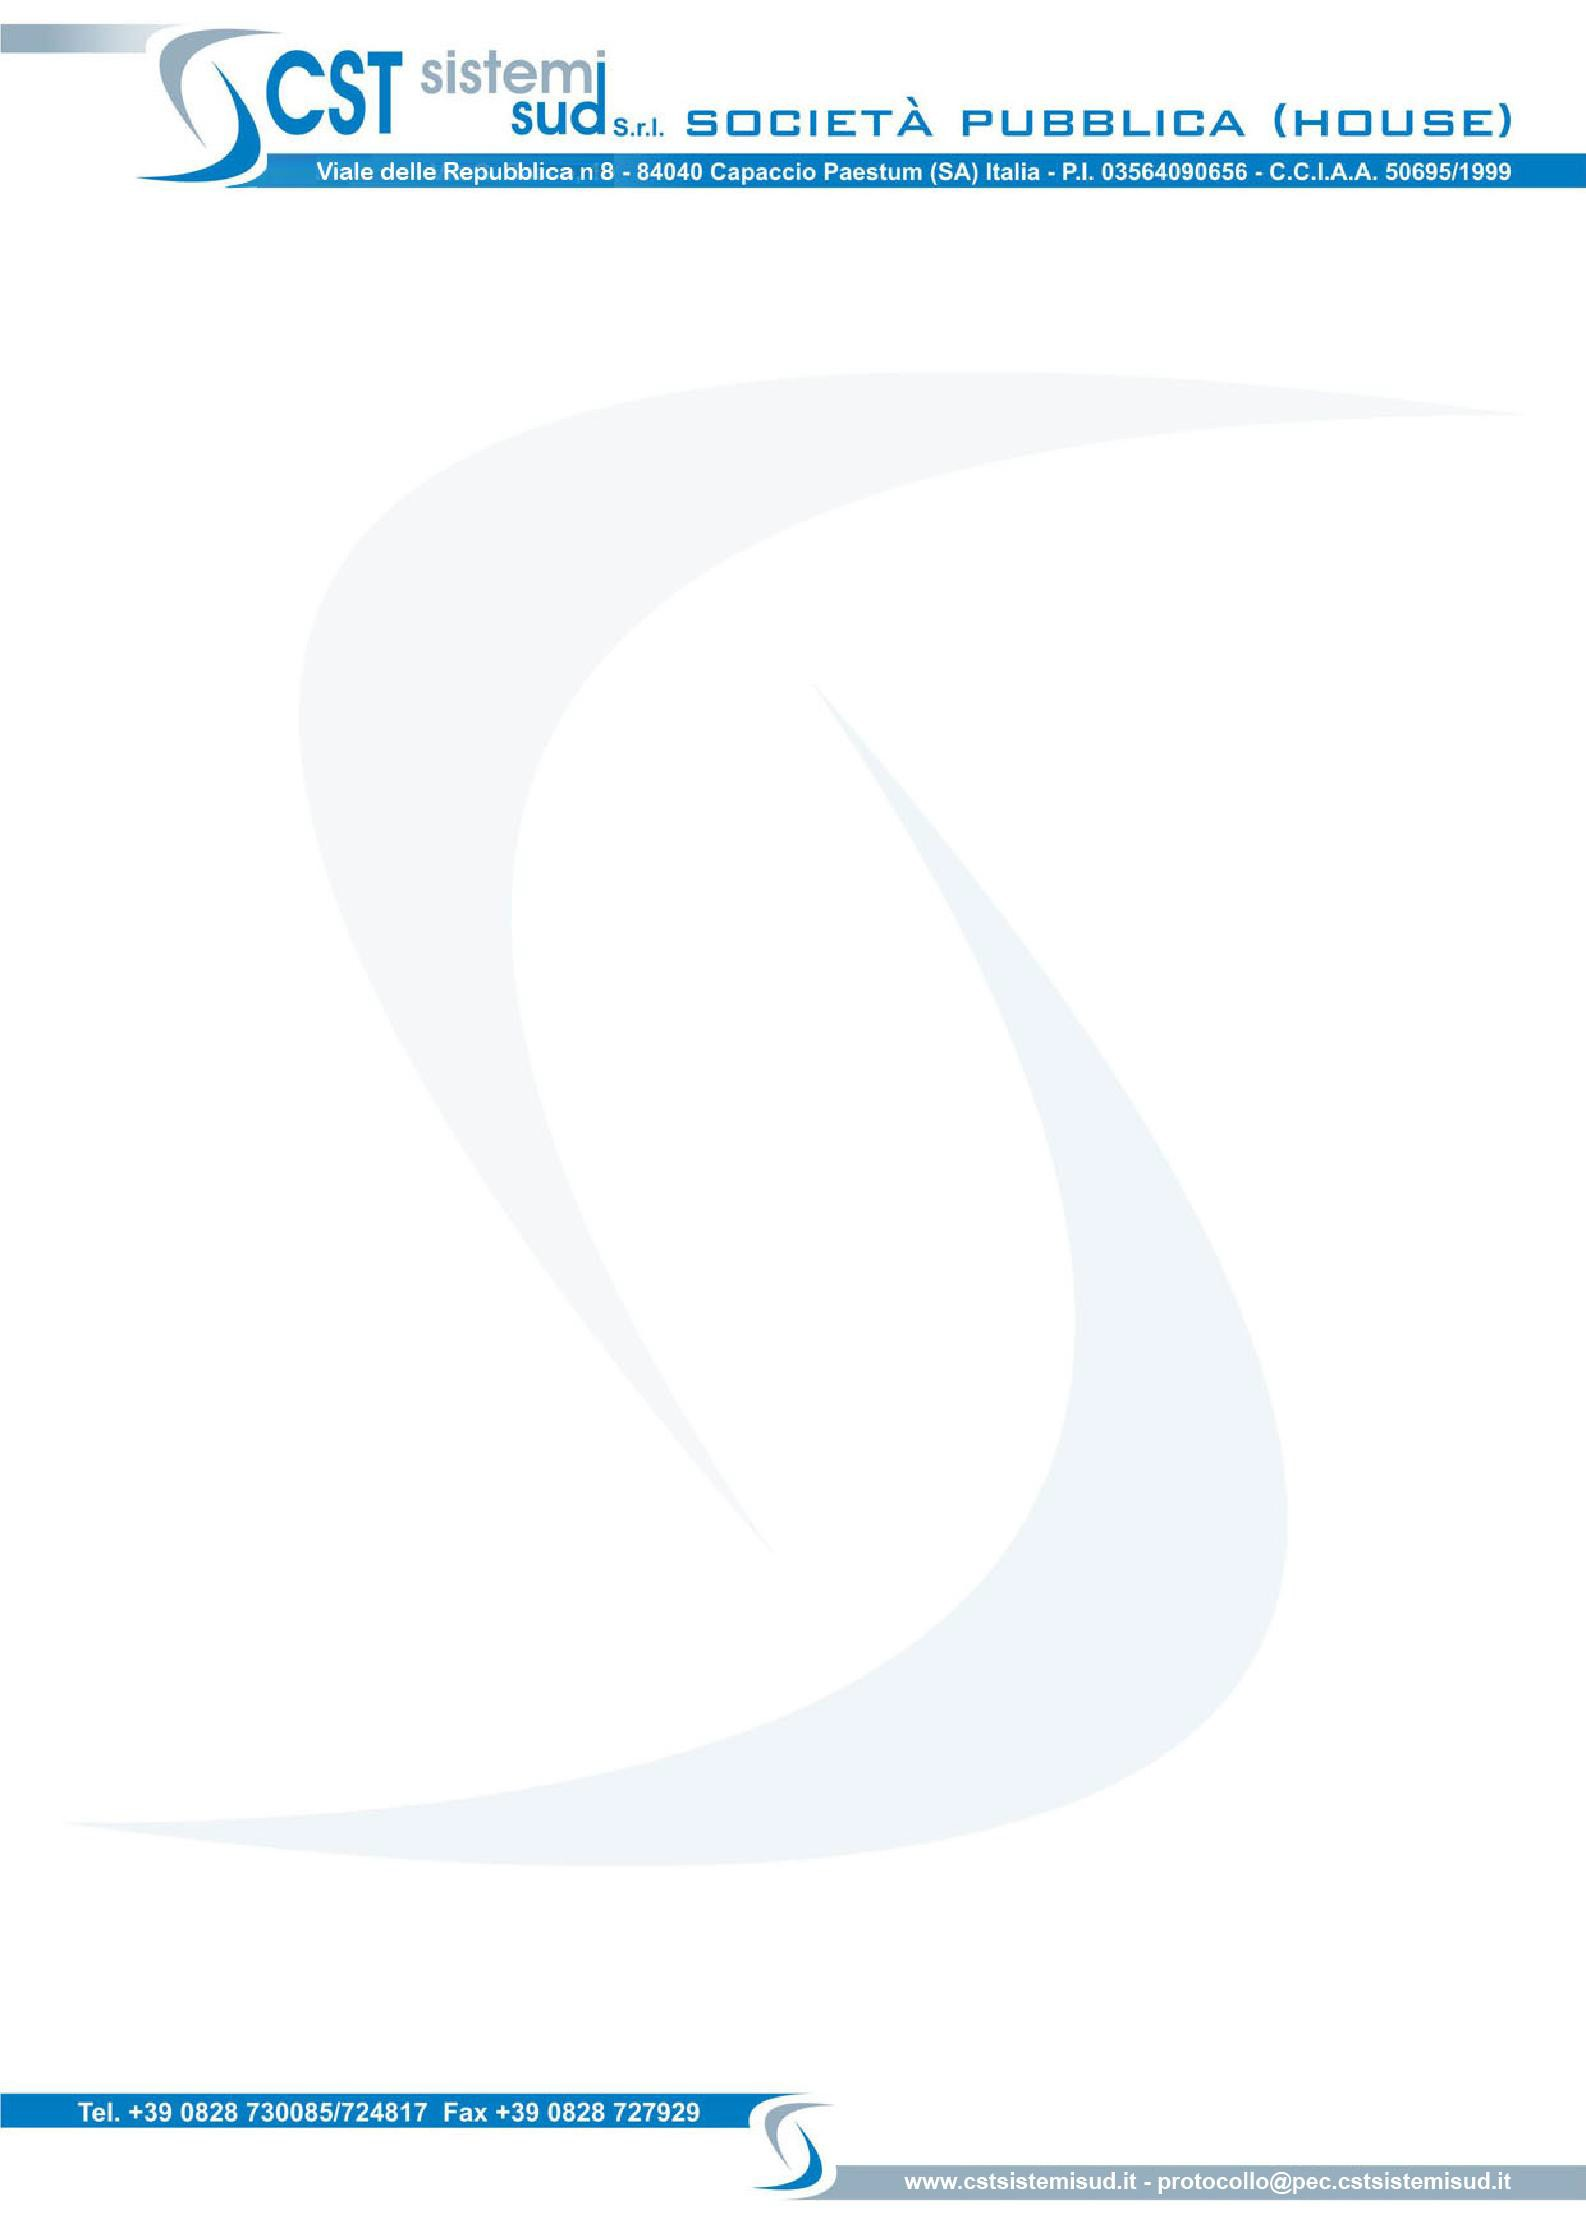 CST sistemi sud s.r.l. SOCIETÀ PUBBLICA (HOUSE)
Viale delle Repubblica n 8 - 84040 Capaccio Paestum (SA) Italia - P.I. 03564090656 - C.C.I.A.A. 50695/1999
Tel. +39 0828 730085/724817 Fax +39 0828 727929
www.cstsistemisud.it - protocollo@pec.cstsistemisud.it